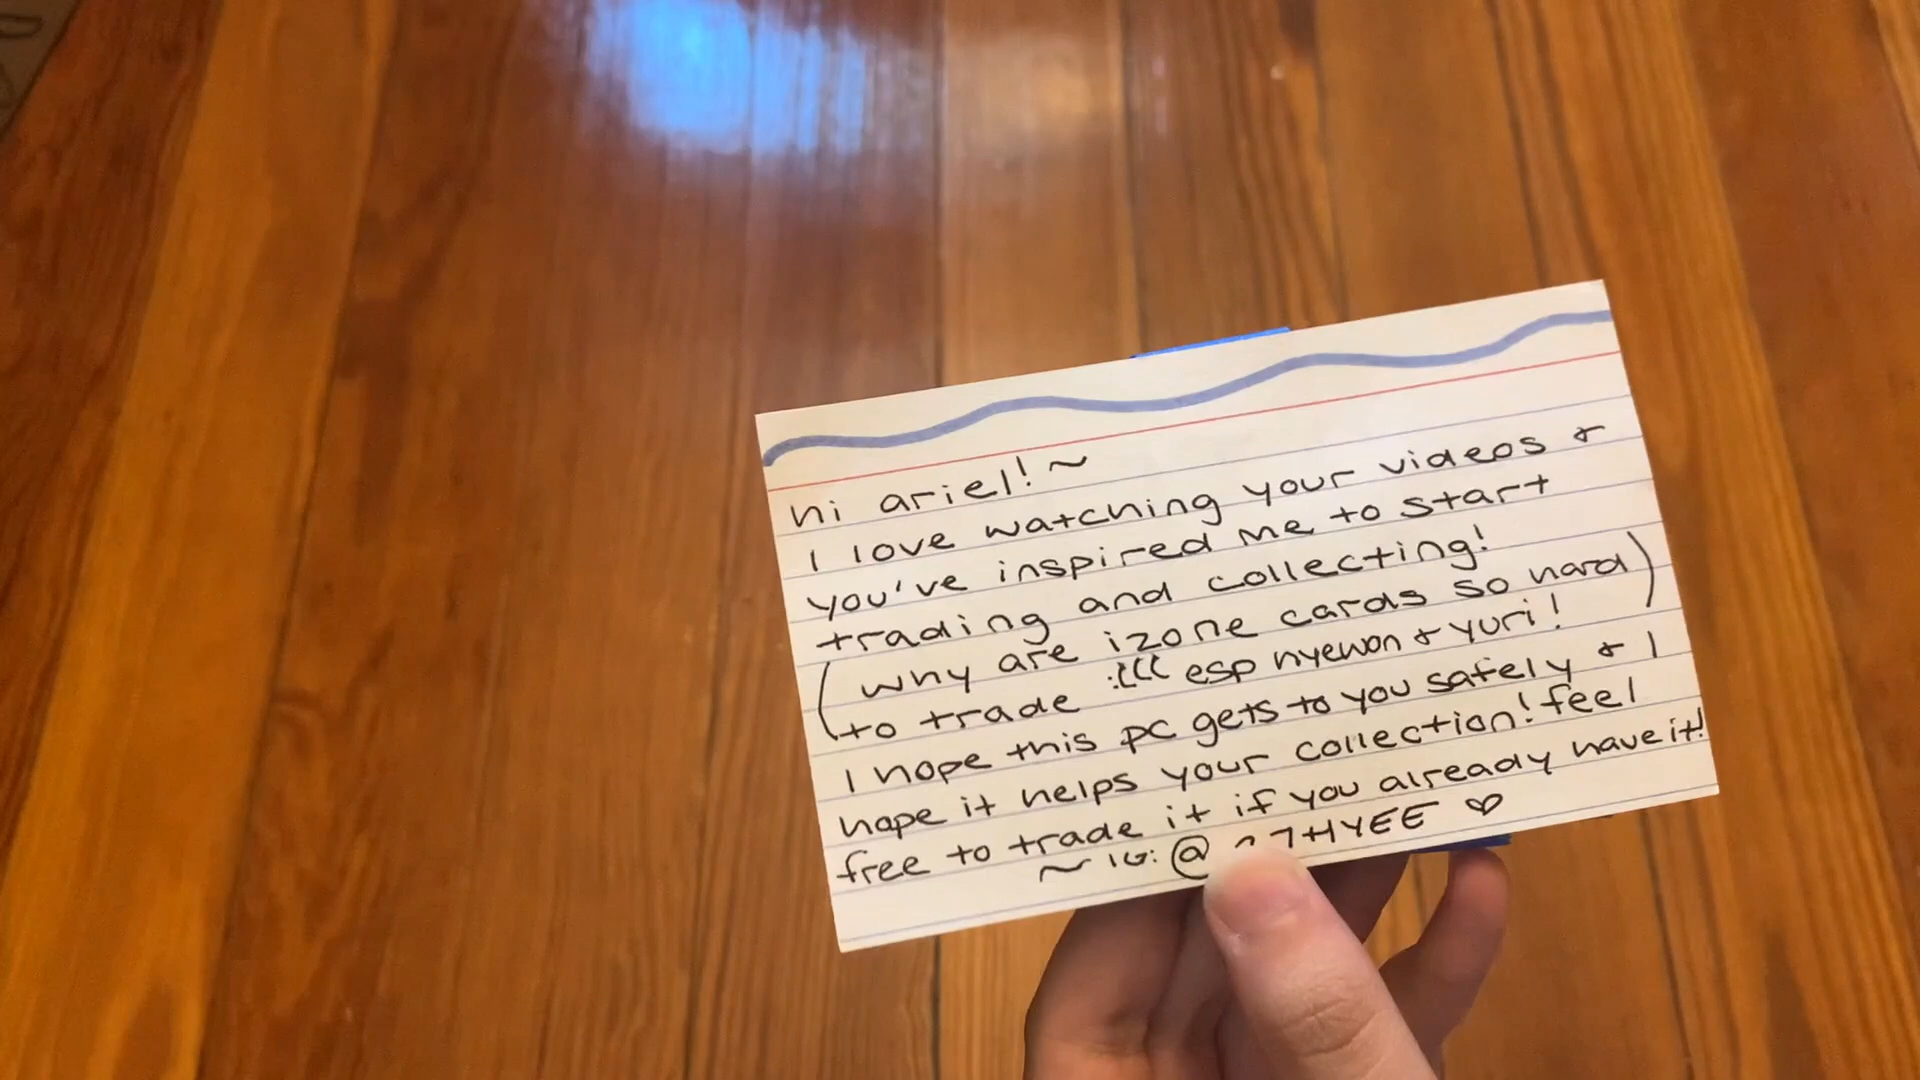 hi ariel! ~
I love watching your videos &
you've inspired me to start
trading and collecting!
(why are izone cards so hard
to trade :((( esp hyewon & yuri!)
I hope this pc gets to you safely & I
hope it helps your collection! feel
free to trade it if you already have it!
~ IG: @ 7HYEE ♡